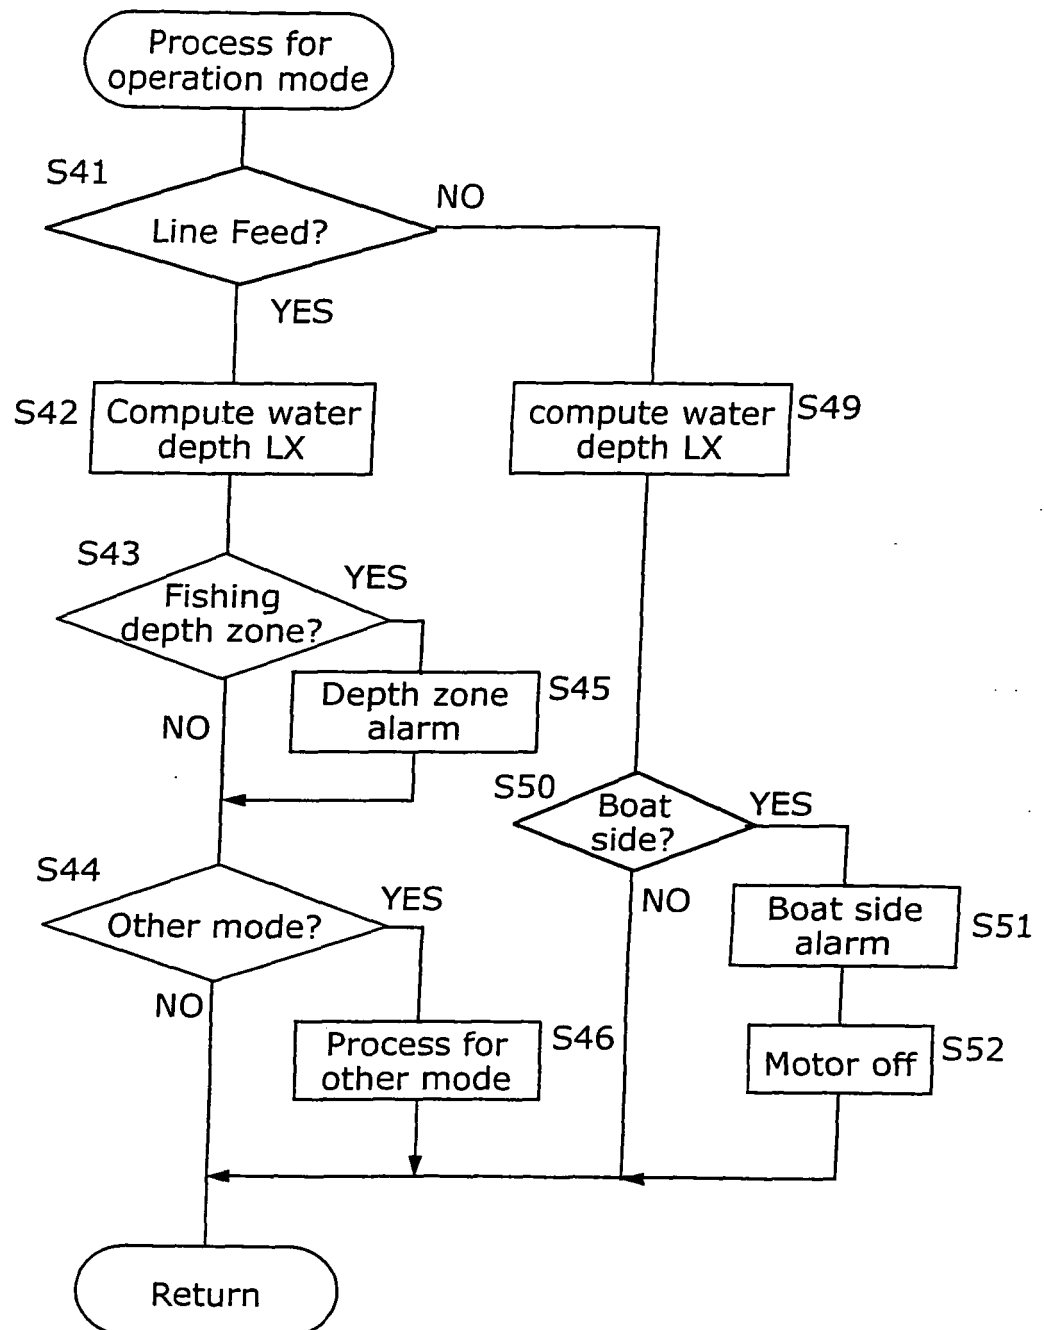 Process for
operation mode
S41
Line Feed?
NO
YES
S42
Compute water
depth LX
compute water
depth LX
S49
S43
Fishing
depth zone?
YES
NO
Depth zone
alarm
S45
S50
Boat
side?
YES
NO
S44
Other mode?
YES
NO
Boat side
alarm
S51
Process for
other mode
S46
Motor off
S52
Return